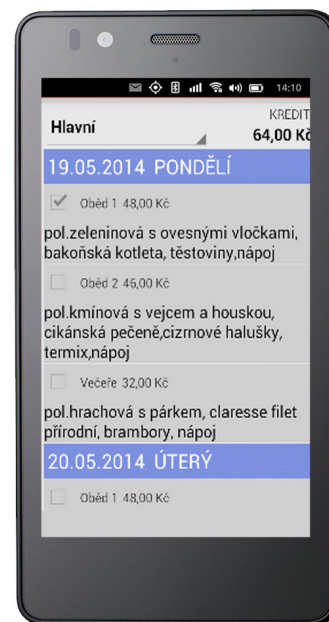 14:10
Hlavní
KREDIT
64,00 Kč
19.05.2014 PONDĚLÍ
Oběd 1 48,00 Kč
pol.zeleninová s ovesnými vločkami,
bakoňská kotleta, těstoviny,nápoj
Oběd 2 46,00 Kč
pol.kmínová s vejcem a houskou,
cikánská pečeně,cizrnové halušky,
termix,nápoj
Večeře 32,00 Kč
pol.hrachová s párkem, claresse filet
přírodní, brambory, nápoj
20.05.2014 ÚTERÝ
Oběd 1 48,00 Kč